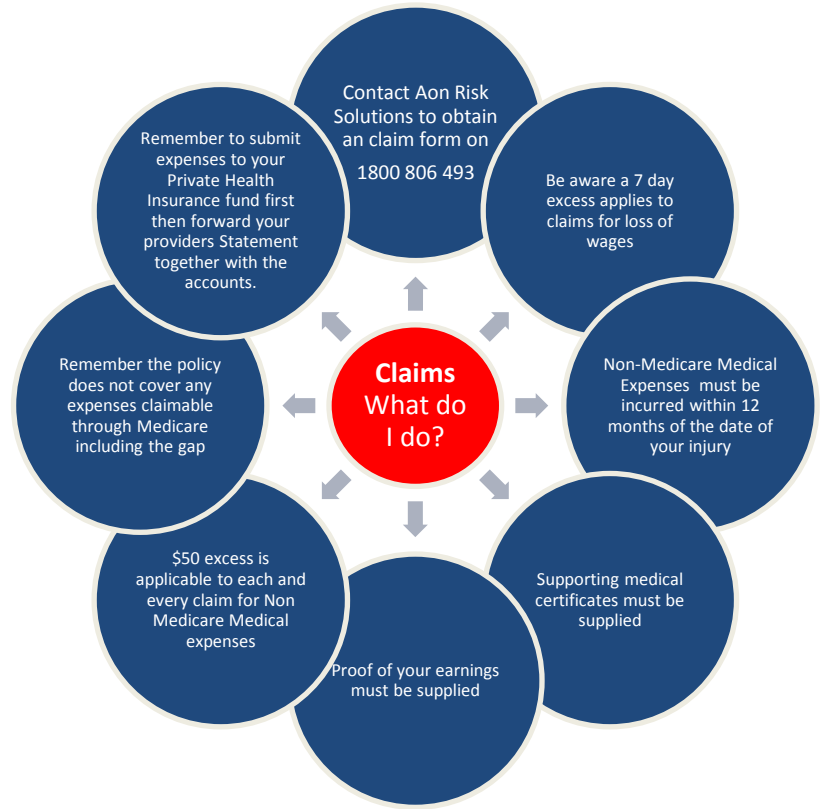 Claims
What do
I do?
Contact Aon Risk
Solutions to obtain
an claim form on
1800 806 493
Be aware a 7 day
excess applies to
claims for loss of
wages
Non-Medicare Medical
Expenses must be
incurred within 12
months of the date of
your injury
Supporting medical
certificates must be
supplied
Proof of your earnings
must be supplied
$50 excess is
applicable to each and
every claim for Non
Medicare Medical
expenses
Remember the policy
does not cover any
expenses claimable
through Medicare
including the gap
Remember to submit
expenses to your
Private Health
Insurance fund first
then forward your
providers Statement
together with the
accounts.